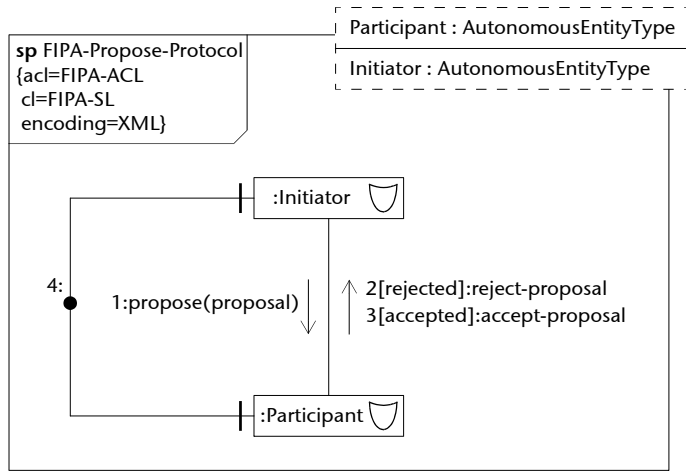 Participant : AutonomousEntityType
Initiator : AutonomousEntityType
sp FIPA-Propose-Protocol
{acl=FIPA-ACL
cl=FIPA-SL
encoding=XML}
:Initiator
4:
1:propose(proposal)
2[rejected]:reject-proposal
3[accepted]:accept-proposal
:Participant